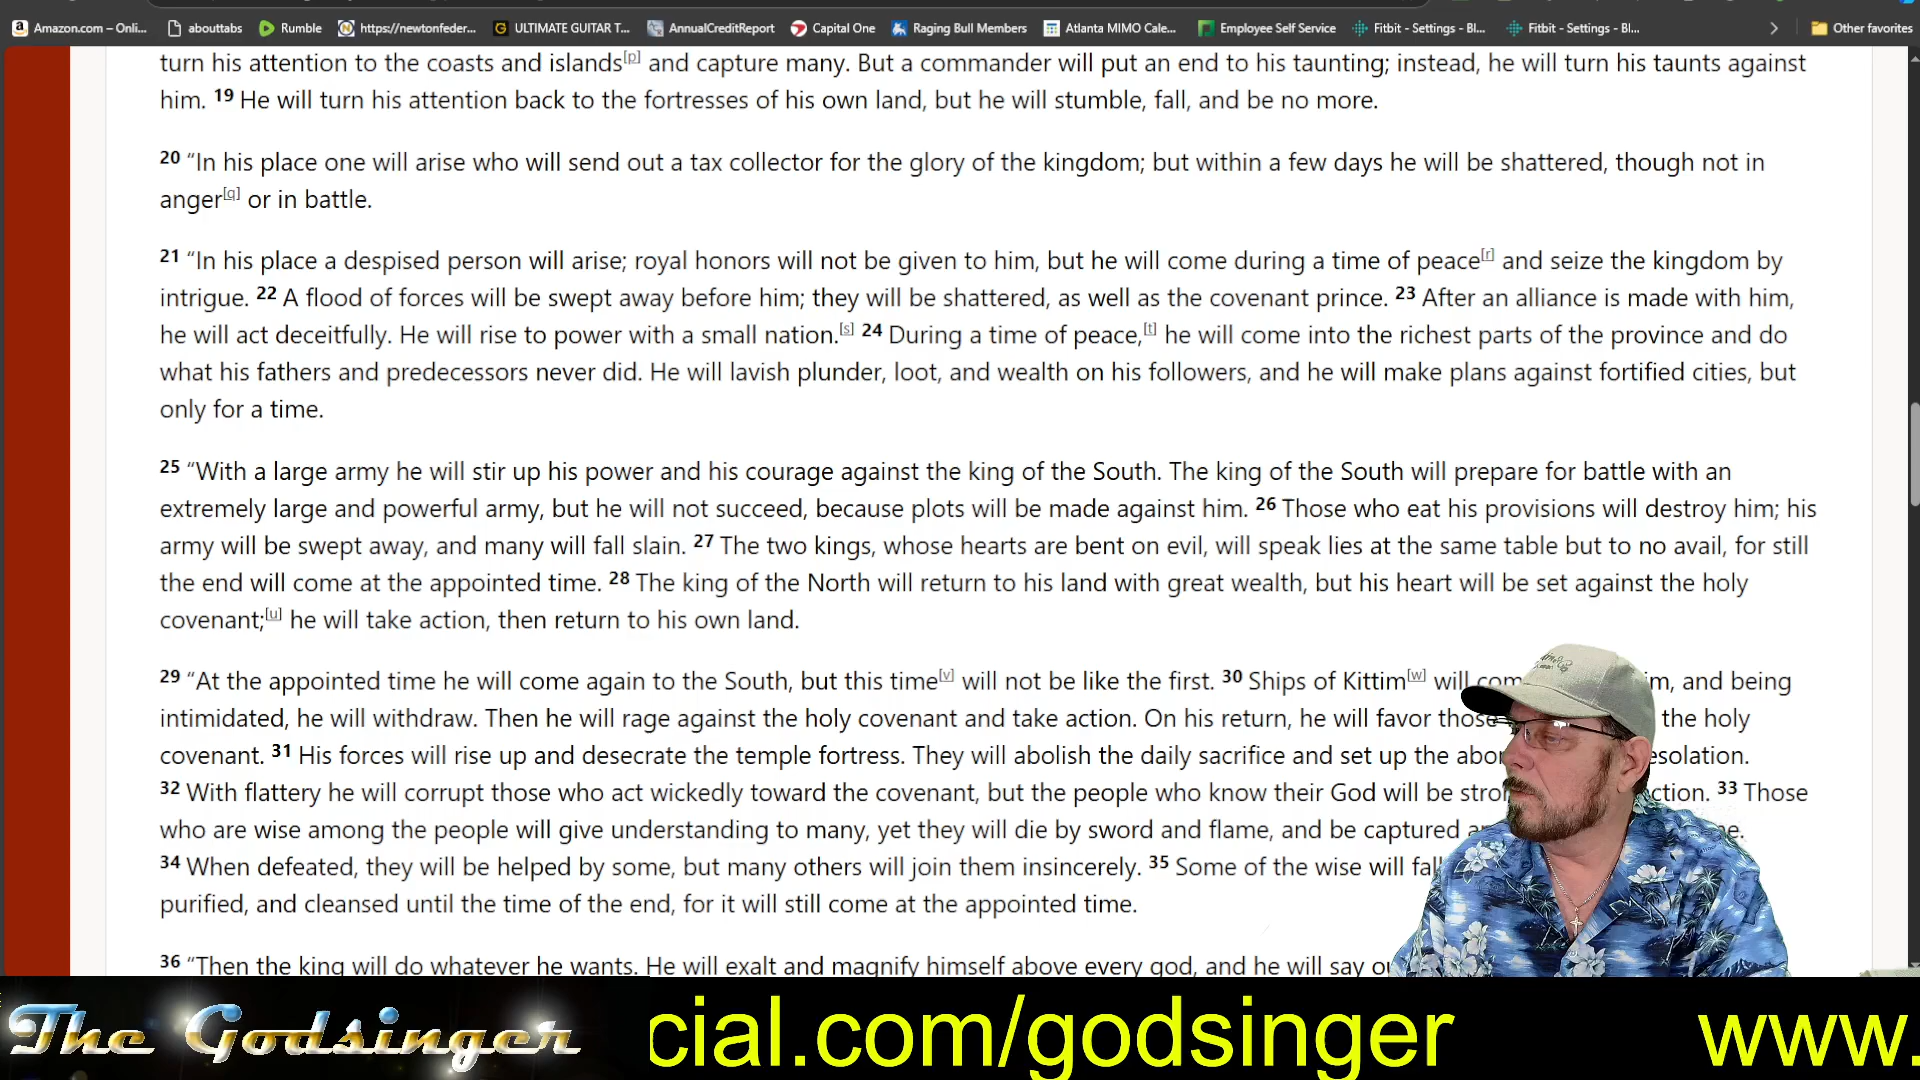 Amazon.com – Onli... abouttabs Rumble https://newtonfeder... ULTIMATE GUITAR T... AnnualCreditReport Capital One Raging Bull Members Atlanta MIMO Cale... Employee Self Service Fitbit - Settings - Bl... Fitbit - Settings - Bl... Other favorites
turn his attention to the coasts and islands[p] and capture many. But a commander will put an end to his taunting; instead, he will turn his taunts against
him. 19 He will turn his attention back to the fortresses of his own land, but he will stumble, fall, and be no more.
20 “In his place one will arise who will send out a tax collector for the glory of the kingdom; but within a few days he will be shattered, though not in
anger[q] or in battle.
21 “In his place a despised person will arise; royal honors will not be given to him, but he will come during a time of peace[r] and seize the kingdom by
intrigue. 22 A flood of forces will be swept away before him; they will be shattered, as well as the covenant prince. 23 After an alliance is made with him,
he will act deceitfully. He will rise to power with a small nation.[s] 24 During a time of peace,[t] he will come into the richest parts of the province and do
what his fathers and predecessors never did. He will lavish plunder, loot, and wealth on his followers, and he will make plans against fortified cities, but
only for a time.
25 “With a large army he will stir up his power and his courage against the king of the South. The king of the South will prepare for battle with an
extremely large and powerful army, but he will not succeed, because plots will be made against him. 26 Those who eat his provisions will destroy him; his
army will be swept away, and many will fall slain. 27 The two kings, whose hearts are bent on evil, will speak lies at the same table but to no avail, for still
the end will come at the appointed time. 28 The king of the North will return to his land with great wealth, but his heart will be set against the holy
covenant;[u] he will take action, then return to his own land.
29 “At the appointed time he will come again to the South, but this time[v] will not be like the first. 30 Ships of Kittim[w] will com m, and being
intimidated, he will withdraw. Then he will rage against the holy covenant and take action. On his return, he will favor those the holy
covenant. 31 His forces will rise up and desecrate the temple fortress. They will abolish the daily sacrifice and set up the abo esolation.
32 With flattery he will corrupt those who act wickedly toward the covenant, but the people who know their God will be stro ction. 33 Those
who are wise among the people will give understanding to many, yet they will die by sword and flame, and be captured
34 When defeated, they will be helped by some, but many others will join them insincerely. 35 Some of the wise will fal
purified, and cleansed until the time of the end, for it will still come at the appointed time.
36 “Then the king will do whatever he wants. He will exalt and magnify himself above every god, and he will say
The Godsinger cial.com/godsinger www.